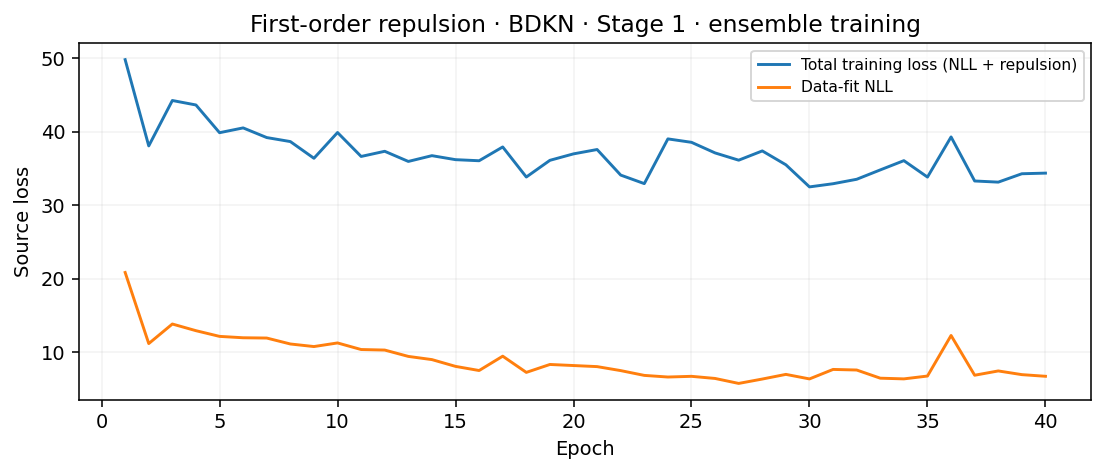 First-order repulsion · BDKN · Stage 1 · ensemble training
Total training loss (NLL + repulsion)
Data-fit NLL
Source loss
50
40
30
20
10
0 5 10 15 20 25 30 35 40
Epoch